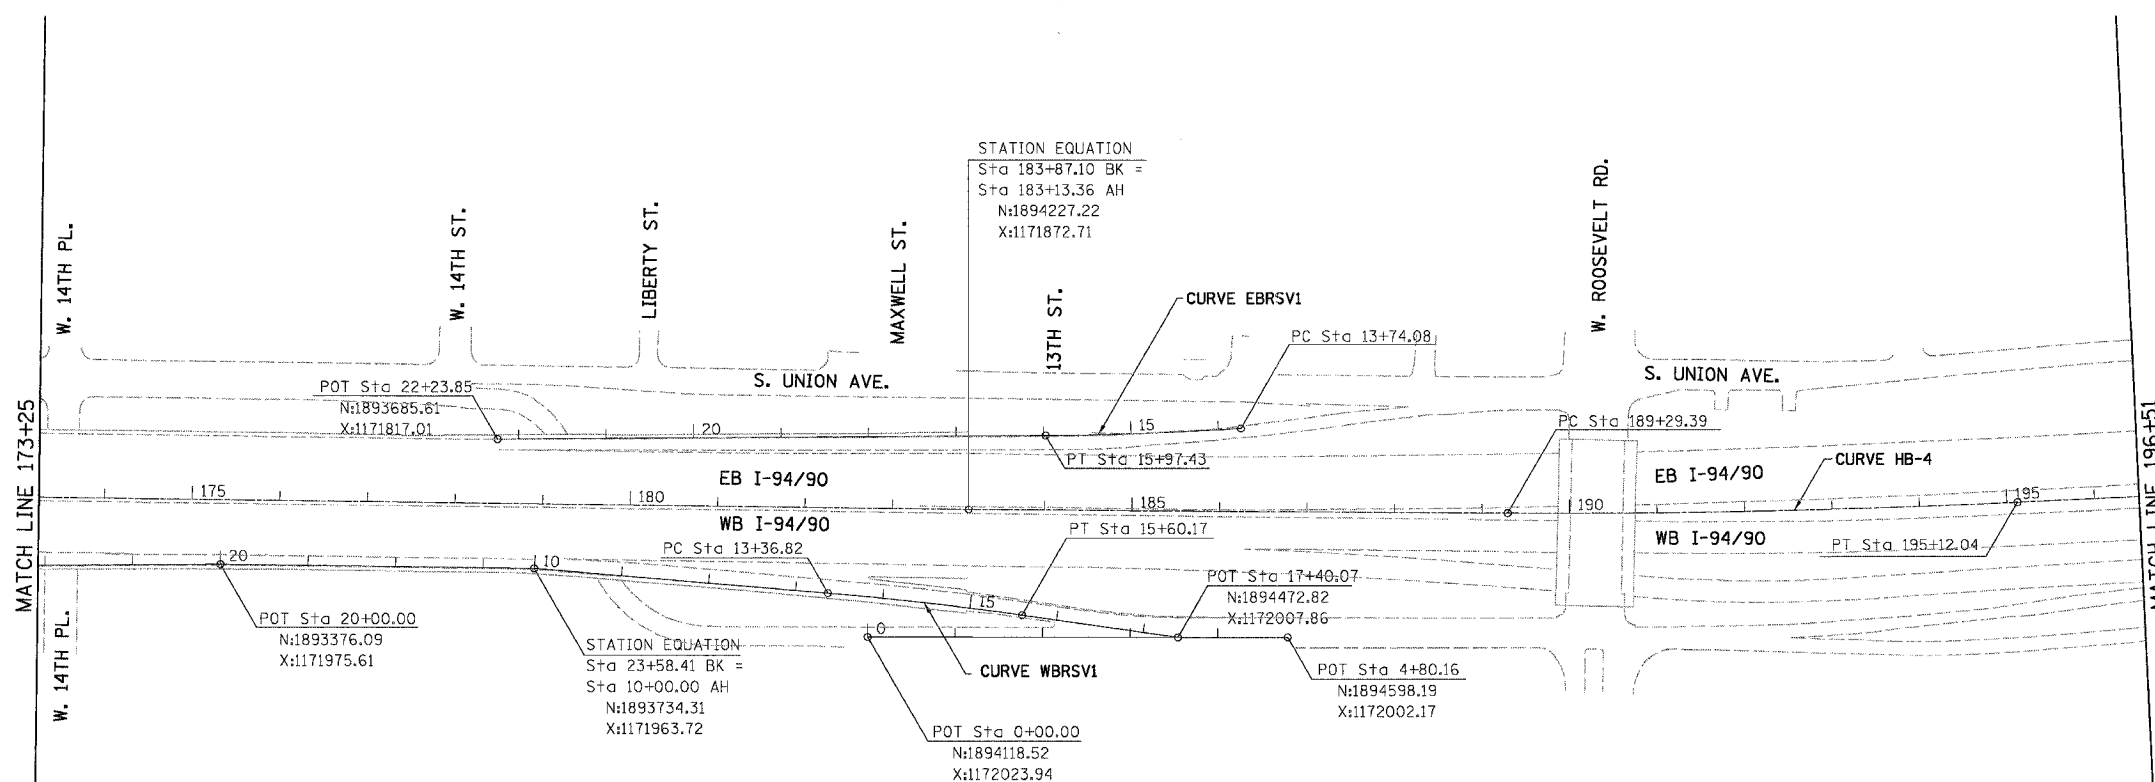 STATION EQUATION
Sta 183+87.10 BK =
Sta 183+13.36 AH
N:1894227.22
X:1171872.71
W. 14TH PL.
W. 14TH ST.
LIBERTY ST.
MAXWELL ST.
13TH ST.
W. ROOSEVELT RD.
CURVE EBRSV1
PC Sta 13+74.08
S. UNION AVE.
S. UNION AVE.
POT Sta 22+23.85
N:1893685.61
X:1171817.01
20
15
PC Sta 189+29.39
PT Sta 15+97.43
MATCH LINE 173+25
MATCH LINE 196+51
EB I-94/90
EB I-94/90
CURVE HB-4
175
180
185
190
195
WB I-94/90
WB I-94/90
PT Sta 15+60.17
PT Sta 195+12.04
PC Sta 13+36.82
20
10
15
0
POT Sta 17+40.07
N:1894472.82
X:1172007.86
POT Sta 20+00.00
N:1893376.09
X:1171975.61
STATION EQUATION
Sta 23+58.41 BK =
Sta 10+00.00 AH
N:1893734.31
X:1171963.72
CURVE WBRSV1
POT Sta 4+80.16
N:1894598.19
X:1172002.17
W. 14TH PL.
POT Sta 0+00.00
N:1894118.52
X:1172023.94